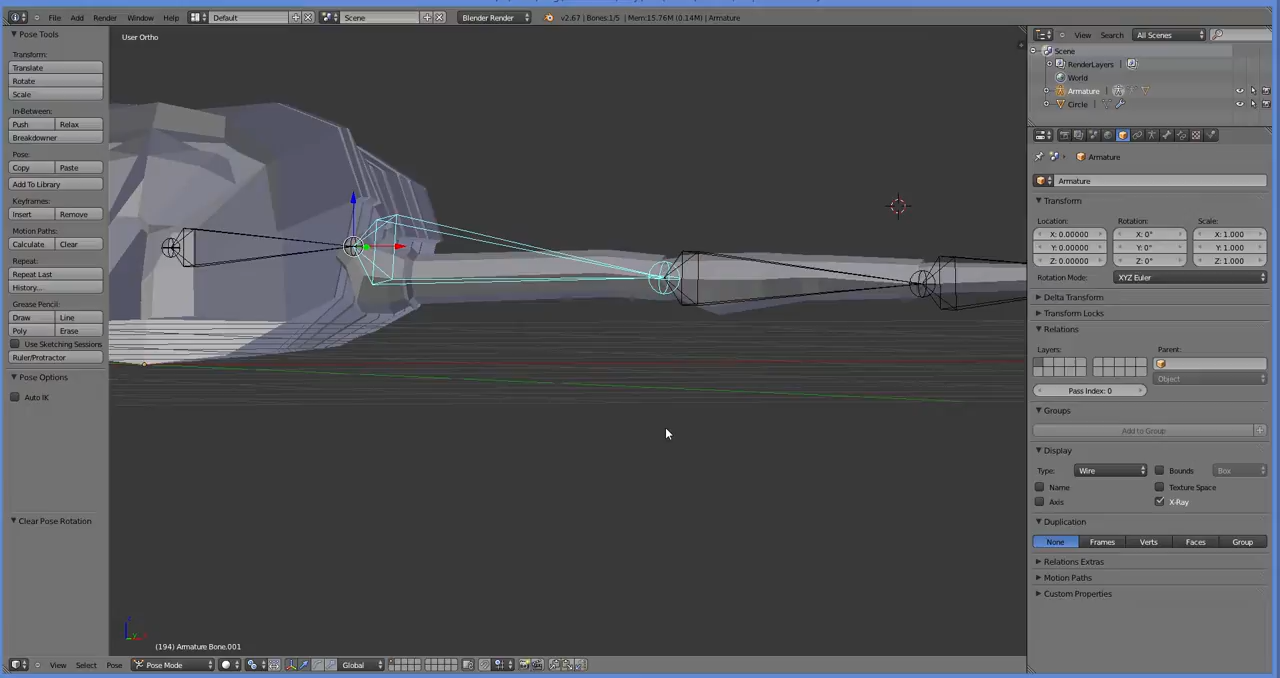 File Add Render Window Help Default Scene Blender Render v2.67 | Bones:1/5 | Mem:15.76M (0.14M) | Armature
Pose Tools
Transform:
Translate
Rotate
Scale
In-Between:
Push Relax
Breakdowner
Pose:
Copy Paste
Add To Library
Keyframes:
Insert Remove
Motion Paths:
Calculate Clear
Repeat:
Repeat Last
History...
Grease Pencil:
Draw Line
Poly Erase
Use Sketching Sessions
Ruler/Protractor
Pose Options
Auto IK
Clear Pose Rotation
User Ortho
(194) Armature Bone.001
View Select Pose Pose Mode Global
View Search All Scenes
Scene
RenderLayers
World
Armature
Circle
Armature
Armature
Transform
Location: Rotation: Scale:
X: 0.00000 X: 0° X: 1.000
Y: 0.00000 Y: 0° Y: 1.000
Z: 0.00000 Z: 0° Z: 1.000
Rotation Mode: XYZ Euler
Delta Transform
Transform Locks
Relations
Layers: Parent:
Object
Pass Index: 0
Groups
Add to Group
Display
Type: Wire Bounds Box
Name Texture Space
Axis X-Ray
Duplication
None Frames Verts Faces Group
Relations Extras
Motion Paths
Custom Properties